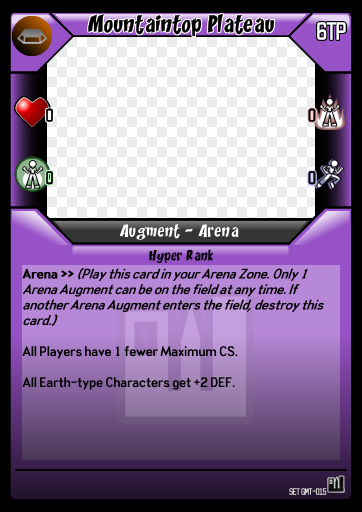 Mountaintop Plateau
6TP
0
0
0
0
Augment - Arena
Hyper Rank
Arena >> (Play this card in your Arena Zone. Only 1
Arena Augment can be on the field at any time. If
another Arena Augment enters the field, destroy this
card.)
All Players have 1 fewer Maximum CS.
All Earth-type Characters get +2 DEF.
SET GMT-015